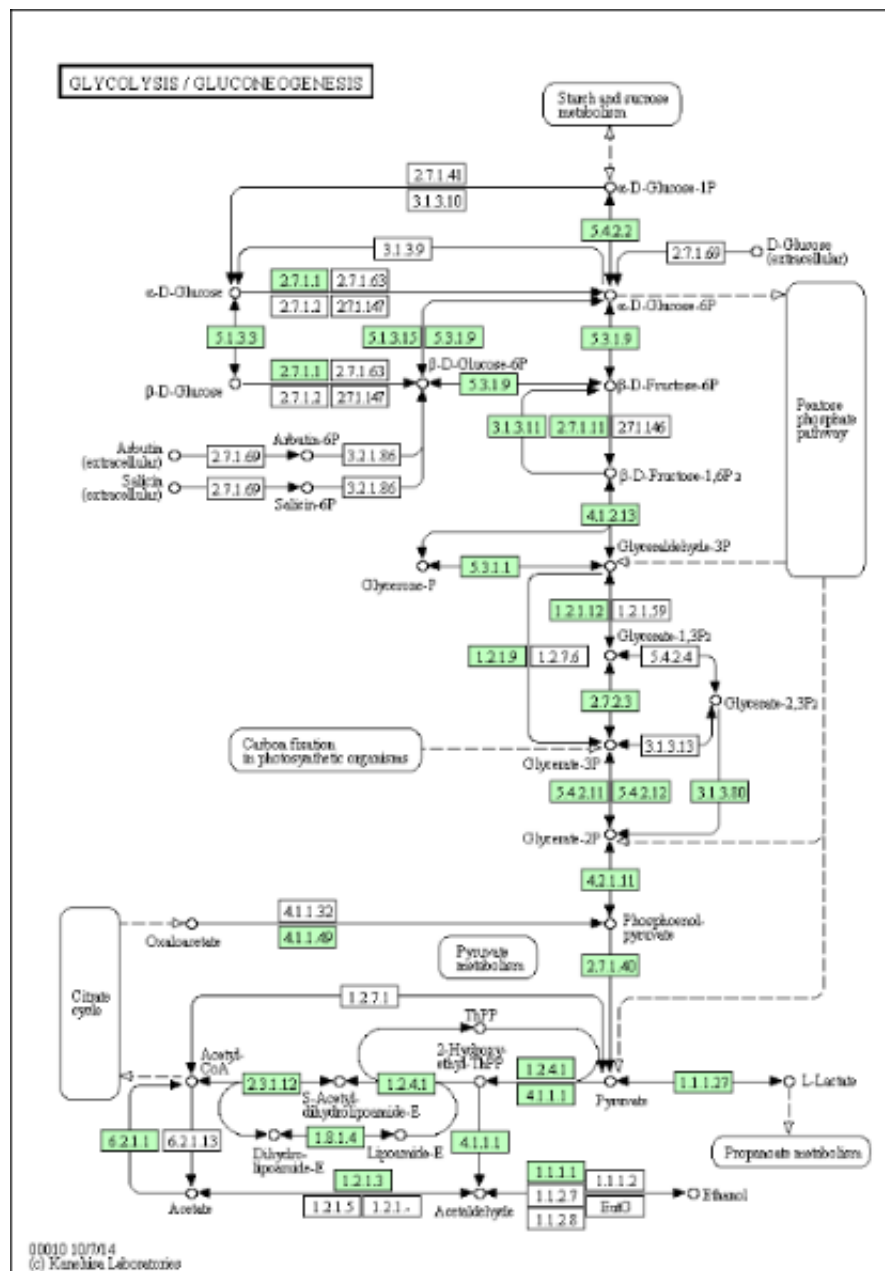 GLYCOLYSIS / GLUCONEOGENESIS
Starch and sucrose
metabolism
2.7.1.41
3.1.3.10
α-D-Glucose-1P
5.4.2.2
3.1.3.9
2.7.1.69
D-Glucose
(extracellular)
2.7.1.1 2.7.1.63
α-D-Glucose
2.7.1.2 2.7.1.147
α-D-Glucose-6P
5.1.3.3
5.1.3.15 5.3.1.9
5.3.1.9
β-D-Glucose-6P
2.7.1.1 2.7.1.63
β-D-Glucose
2.7.1.2 2.7.1.147
5.3.1.9
β-D-Fructose-6P
Pentose
phosphate
pathway
3.1.3.11 2.7.1.11 2.7.1.146
Arbutin
(extracellular)
2.7.1.69
Arbutin-6P
3.2.1.86
Salicin
(extracellular)
2.7.1.69
Salicin-6P
3.2.1.86
β-D-Fructose-1,6P2
4.1.2.13
Glyceraldehyde-3P
Glycerone-P
5.3.1.1
1.2.1.12 1.2.1.59
Glycerate-1,3P2
1.2.1.9 1.2.7.6
5.4.2.4
2.7.2.3
Glycerate-2,3P2
Carbon fixation
in photosynthetic organisms
3.1.3.13
Glycerate-3P
5.4.2.11 5.4.2.12
3.1.3.80
Glycerate-2P
4.2.1.11
4.1.1.32
Oxaloacetate
4.1.1.49
Phosphoenol-
pyruvate
Pyruvate
metabolism
2.7.1.40
Citrate
cycle
1.2.7.1
ThPP
Acetyl-
CoA
2-Hydroxy-
ethyl-ThPP
2.3.1.12
S-Acetyl-
dihydrolipoamide-E
1.2.4.1
1.2.4.1
4.1.1.1
Pyruvate
1.1.1.27
L-Lactate
6.2.1.1 6.2.1.13
Dihydro-
lipoamide-E
1.8.1.4
Lipoamide-E
4.1.1.1
Propanoate metabolism
1.2.1.3
Acetate
1.2.1.5 1.2.1.-
Acetaldehyde
1.1.1.1 1.1.1.2
1.1.2.7 EutG
1.1.2.8
Ethanol
00010 10/7/14
(c) Kanehisa Laboratories